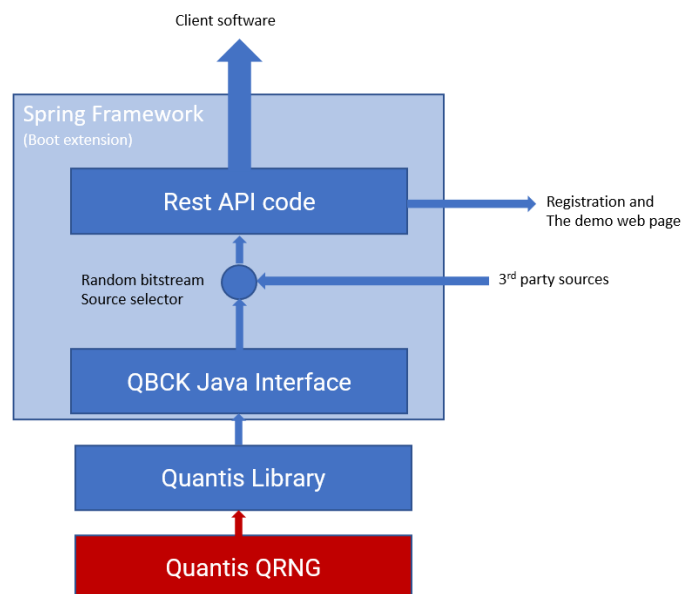 Client software
Spring Framework
(Boot extension)
Rest API code
Registration and
The demo web page
Random bitstream
Source selector
3rd party sources
QBCK Java Interface
Quantis Library
Quantis QRNG